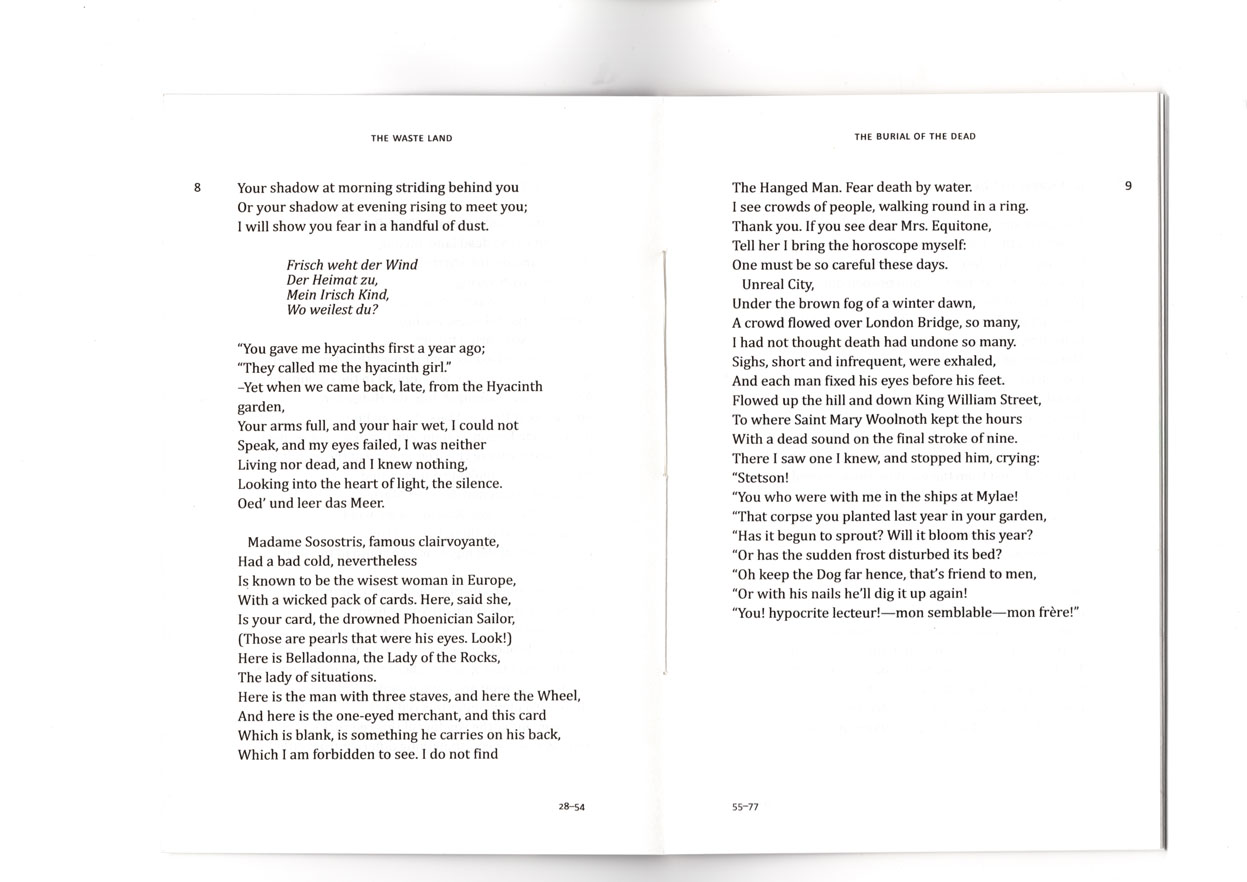 THE WASTE LAND
8
Your shadow at morning striding behind you
Or your shadow at evening rising to meet you;
I will show you fear in a handful of dust.
Frisch weht der Wind
Der Heimat zu,
Mein Irisch Kind,
Wo weilest du?
“You gave me hyacinths first a year ago;
“They called me the hyacinth girl.”
–Yet when we came back, late, from the Hyacinth
garden,
Your arms full, and your hair wet, I could not
Speak, and my eyes failed, I was neither
Living nor dead, and I knew nothing,
Looking into the heart of light, the silence.
Oed’ und leer das Meer.
Madame Sosostris, famous clairvoyante,
Had a bad cold, nevertheless
Is known to be the wisest woman in Europe,
With a wicked pack of cards. Here, said she,
Is your card, the drowned Phoenician Sailor,
(Those are pearls that were his eyes. Look!)
Here is Belladonna, the Lady of the Rocks,
The lady of situations.
Here is the man with three staves, and here the Wheel,
And here is the one-eyed merchant, and this card
Which is blank, is something he carries on his back,
Which I am forbidden to see. I do not find
28–54
THE BURIAL OF THE DEAD
9
The Hanged Man. Fear death by water.
I see crowds of people, walking round in a ring.
Thank you. If you see dear Mrs. Equitone,
Tell her I bring the horoscope myself:
One must be so careful these days.
Unreal City,
Under the brown fog of a winter dawn,
A crowd flowed over London Bridge, so many,
I had not thought death had undone so many.
Sighs, short and infrequent, were exhaled,
And each man fixed his eyes before his feet.
Flowed up the hill and down King William Street,
To where Saint Mary Woolnoth kept the hours
With a dead sound on the final stroke of nine.
There I saw one I knew, and stopped him, crying:
“Stetson!
“You who were with me in the ships at Mylae!
“That corpse you planted last year in your garden,
“Has it begun to sprout? Will it bloom this year?
“Or has the sudden frost disturbed its bed?
“Oh keep the Dog far hence, that’s friend to men,
“Or with his nails he’ll dig it up again!
“You! hypocrite lecteur!—mon semblable—mon frère!”
55–77